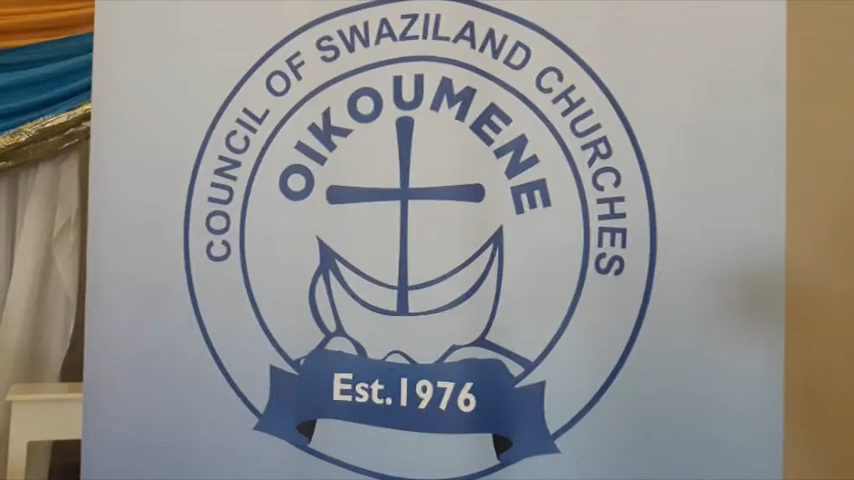 COUNCIL OF SWAZILAND CHURCHES
OIKOUMENE
Est.1976